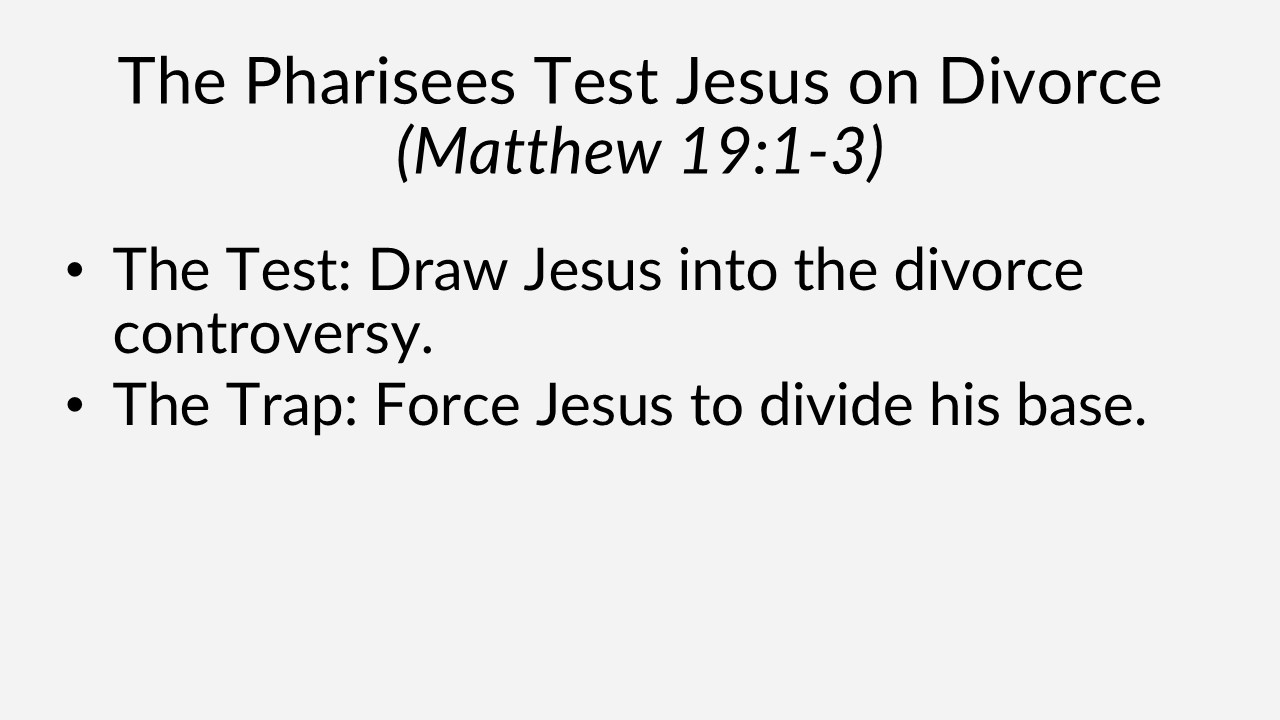 The Pharisees Test Jesus on Divorce
(Matthew 19:1-3)
• The Test: Draw Jesus into the divorce
controversy.
• The Trap: Force Jesus to divide his base.